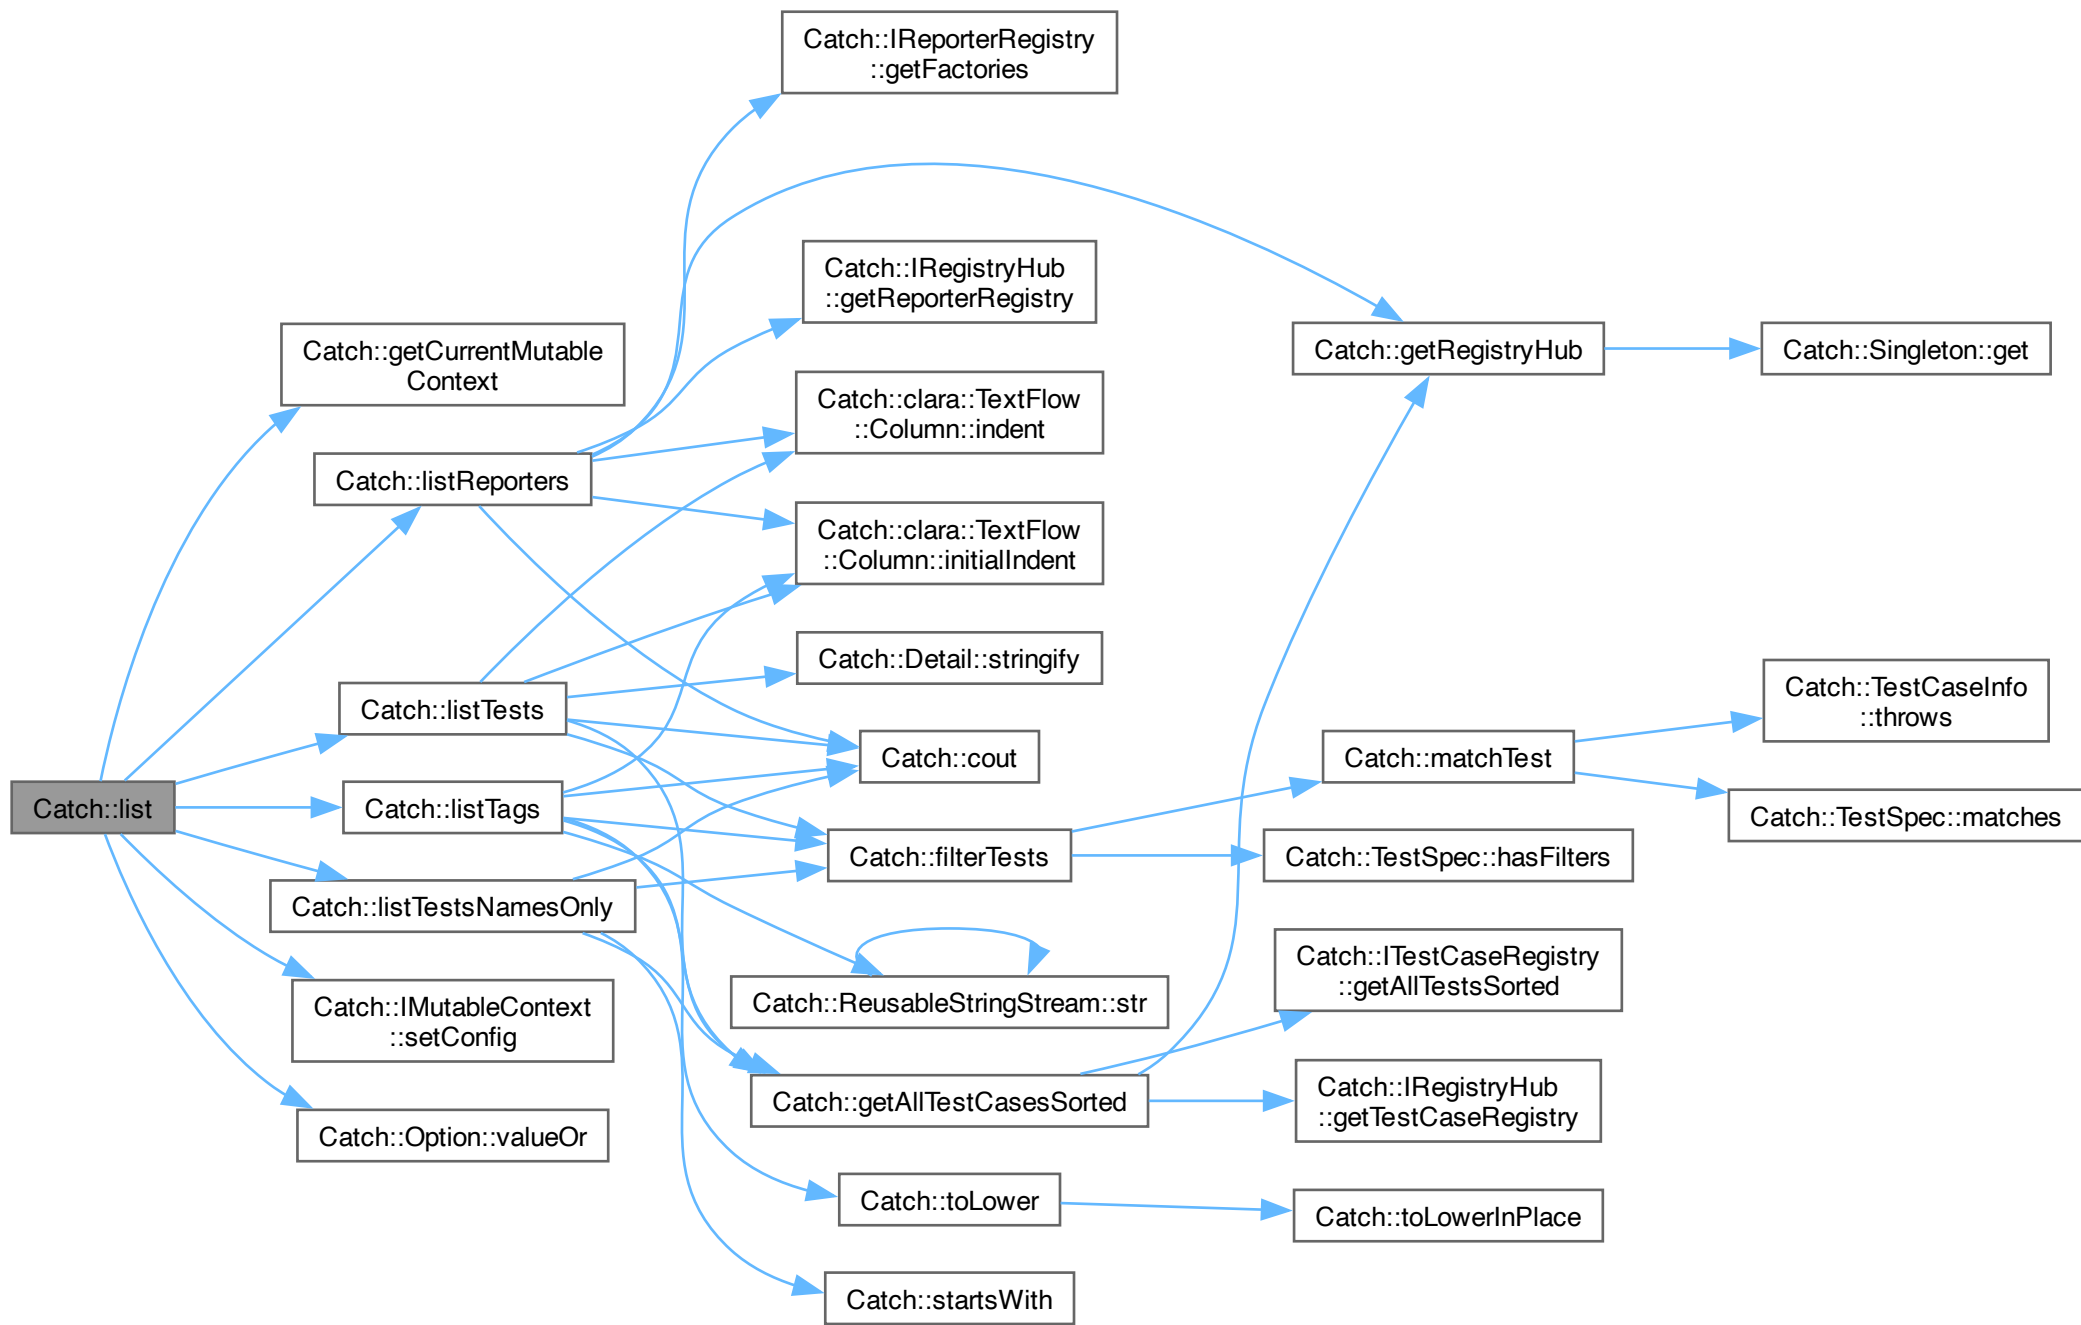 Catch::list
Catch::getCurrentMutable
Context
Catch::listReporters
Catch::listTests
Catch::listTags
Catch::listTestsNamesOnly
Catch::IMutableContext
::setConfig
Catch::Option::valueOr
Catch::IReporterRegistry
::getFactories
Catch::IRegistryHub
::getReporterRegistry
Catch::clara::TextFlow
::Column::indent
Catch::clara::TextFlow
::Column::initialIndent
Catch::Detail::stringify
Catch::cout
Catch::filterTests
Catch::ReusableStringStream::str
Catch::getAllTestCasesSorted
Catch::toLower
Catch::startsWith
Catch::getRegistryHub
Catch::matchTest
Catch::TestSpec::hasFilters
Catch::ITestCaseRegistry
::getAllTestsSorted
Catch::IRegistryHub
::getTestCaseRegistry
Catch::toLowerInPlace
Catch::Singleton::get
Catch::TestCaseInfo
::throws
Catch::TestSpec::matches